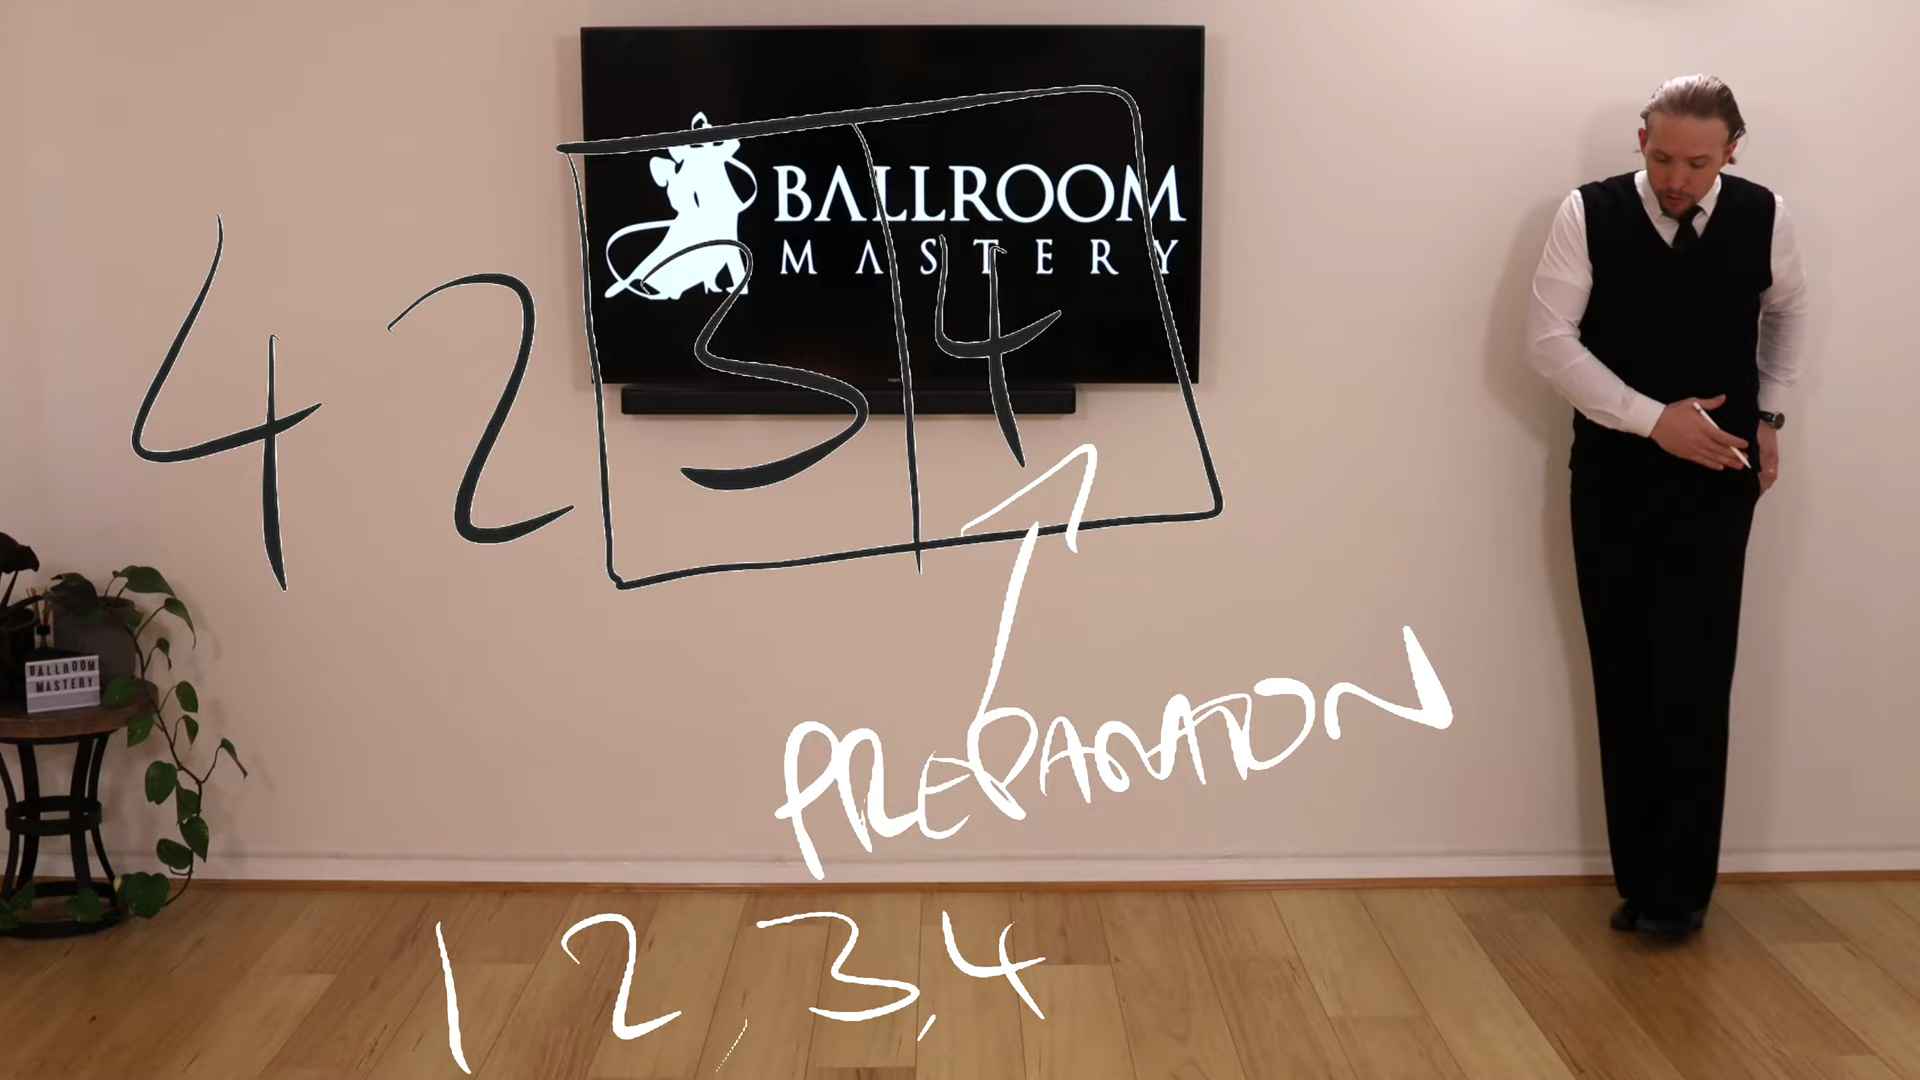 BALLROOM
MASTERY
4 2 3 4
BALLROOM
MASTERY
PREPARATION
1 2, 3, 4